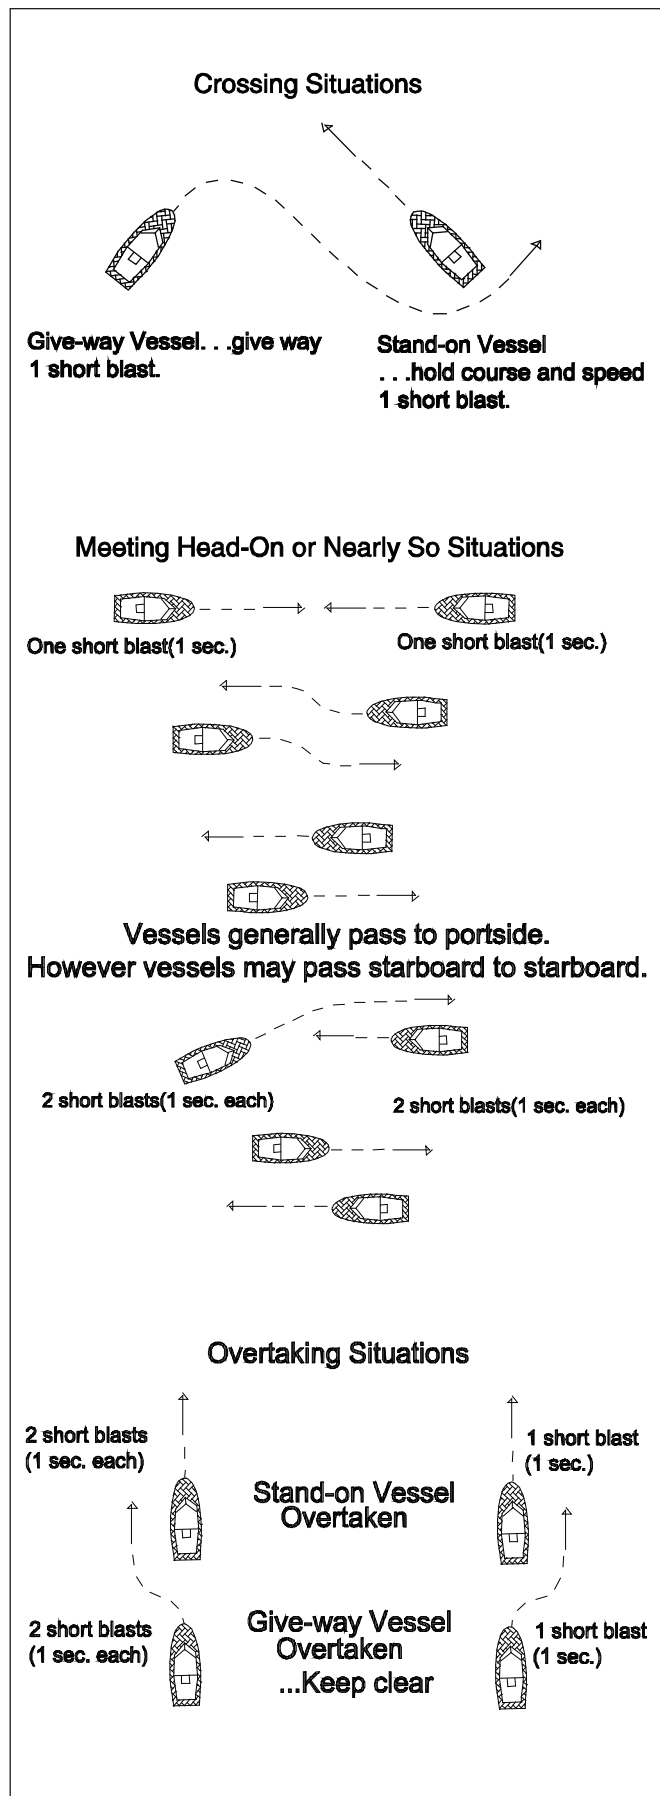 Crossing Situations
Give-way Vessel. . .give way
1 short blast.
Stand-on Vessel
. . .hold course and speed
1 short blast.
Meeting Head-On or Nearly So Situations
One short blast(1 sec.)
One short blast(1 sec.)
Vessels generally pass to portside.
However vessels may pass starboard to starboard.
2 short blasts(1 sec. each)
2 short blasts(1 sec. each)
Overtaking Situations
2 short blasts
(1 sec. each)
1 short blast
(1 sec.)
Stand-on Vessel
Overtaken
2 short blasts
(1 sec. each)
Give-way Vessel
Overtaken
...Keep clear
1 short blast
(1 sec.)